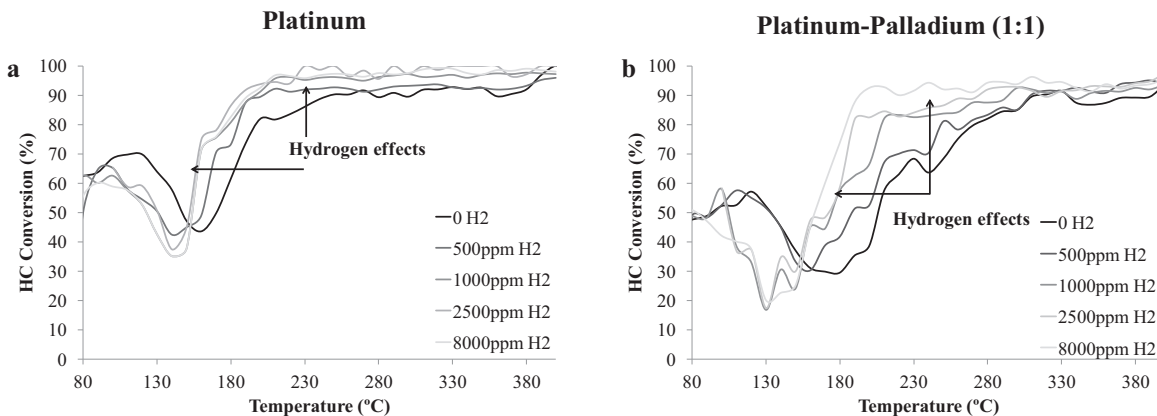 Platinum
a
100
90
80
70
60
50
40
30
20
10
0
HC Conversion (%)
80 130 180 230 280 330 380
Temperature (ºC)
Hydrogen effects
0 H2
500ppm H2
1000ppm H2
2500ppm H2
8000ppm H2
Platinum-Palladium (1:1)
b
100
90
80
70
60
50
40
30
20
10
0
HC Conversion (%)
80 130 180 230 280 330 380
Temperature (ºC)
Hydrogen effects
0 H2
500ppm H2
1000ppm H2
2500ppm H2
8000ppm H2